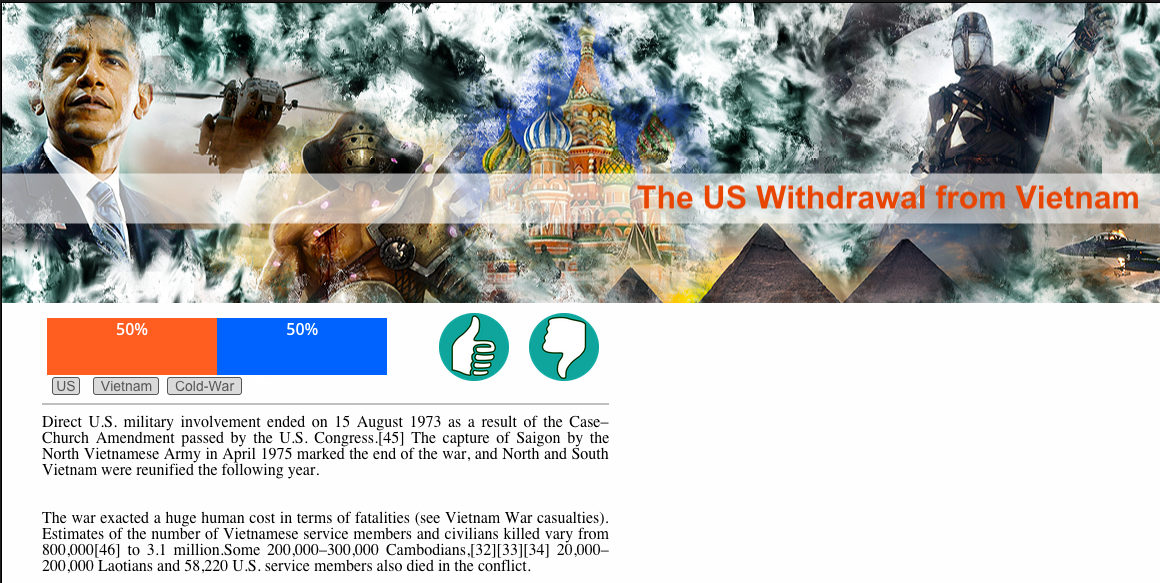 The US Withdrawal from Vietnam
50% 50%
US Vietnam Cold-War
Direct U.S. military involvement ended on 15 August 1973 as a result of the Case–
Church Amendment passed by the U.S. Congress.[45] The capture of Saigon by the
North Vietnamese Army in April 1975 marked the end of the war, and North and South
Vietnam were reunified the following year.
The war exacted a huge human cost in terms of fatalities (see Vietnam War casualties).
Estimates of the number of Vietnamese service members and civilians killed vary from
800,000[46] to 3.1 million.Some 200,000–300,000 Cambodians,[32][33][34] 20,000–
200,000 Laotians and 58,220 U.S. service members also died in the conflict.